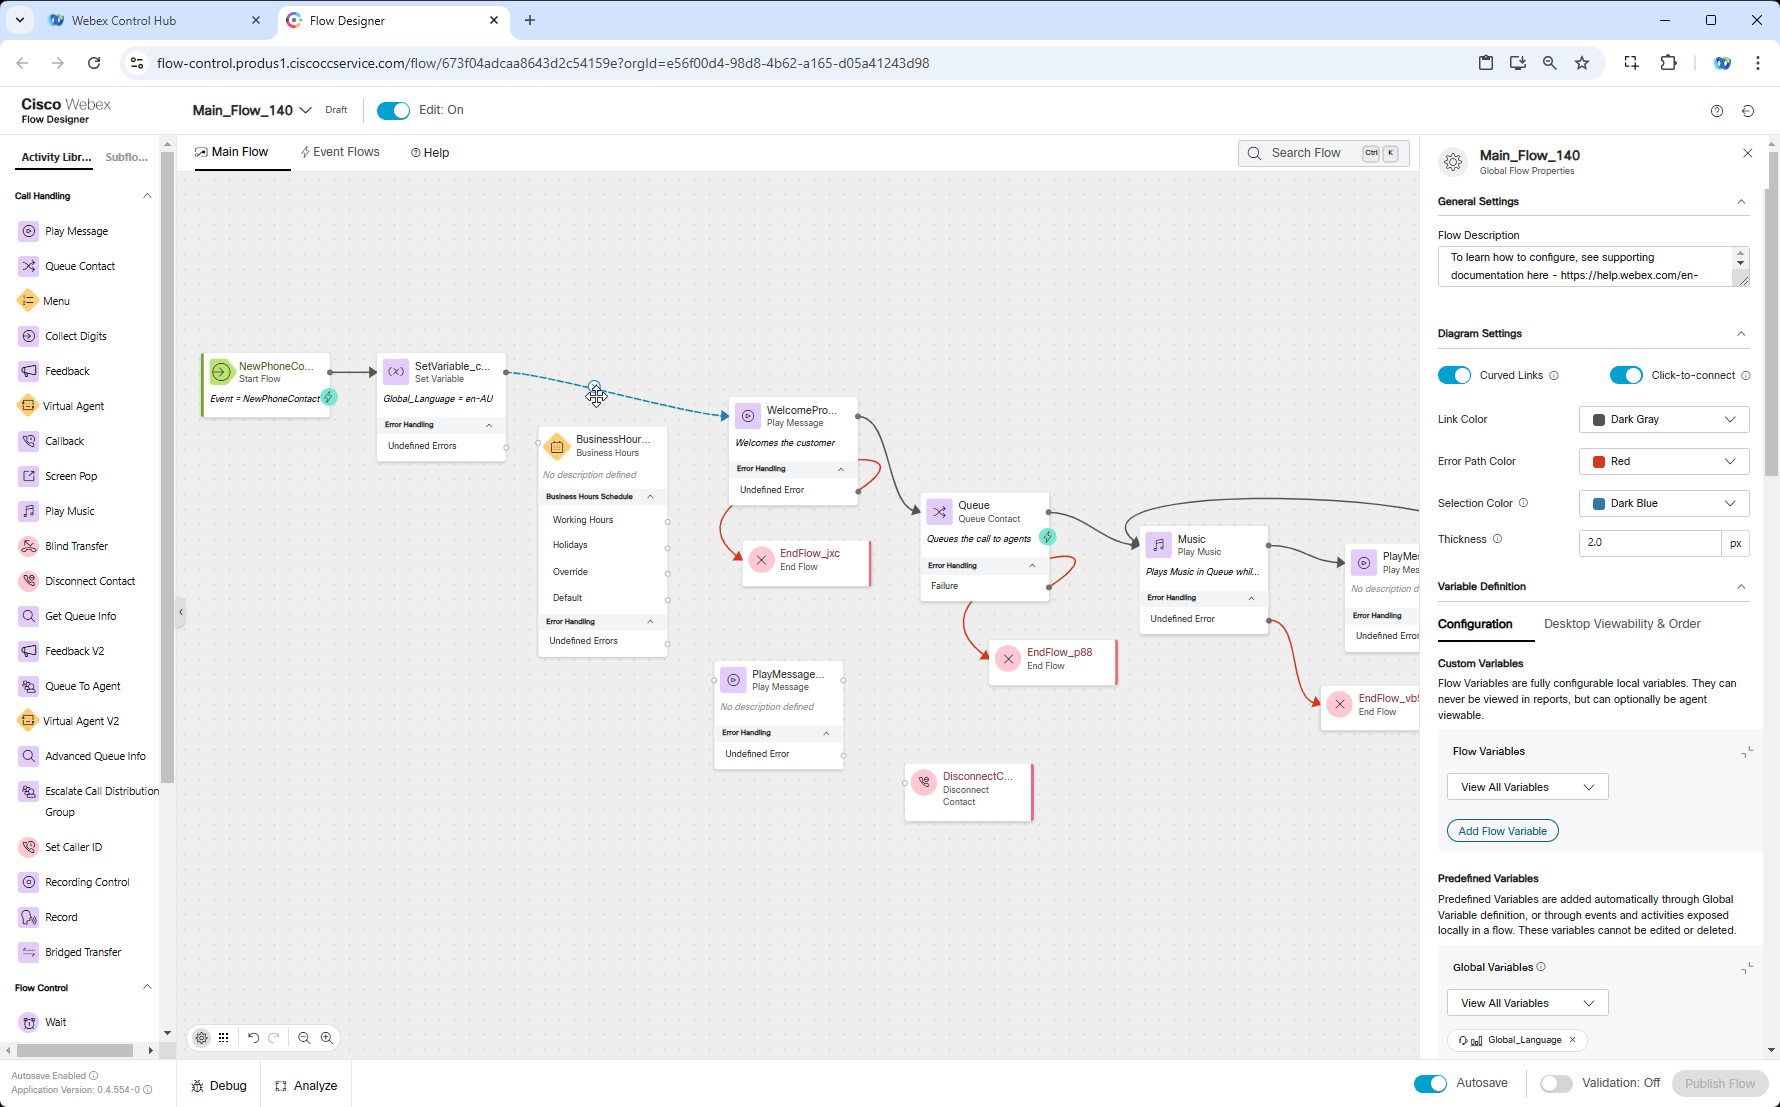 Webex Control Hub
Flow Designer
flow-control.produs1.ciscoccservice.com/flow/673f04adcaa8643d2c54159e?orgId=e56f00d4-98d8-4b62-a165-d05a41243d98
Cisco Webex
Flow Designer
Main_Flow_140
Draft
Edit: On
Activity Libr...
Subflo...
Main Flow
Event Flows
Help
Search Flow
Ctrl
K
Call Handling
Play Message
Queue Contact
Menu
Collect Digits
Feedback
Virtual Agent
Callback
Screen Pop
Play Music
Blind Transfer
Disconnect Contact
Get Queue Info
Feedback V2
Queue To Agent
Virtual Agent V2
Advanced Queue Info
Escalate Call Distribution
Group
Set Caller ID
Recording Control
Record
Bridged Transfer
Flow Control
Wait
Autosave Enabled
Application Version: 0.4.554-0
NewPhoneCo...
Start Flow
Event = NewPhoneContact
SetVariable_c...
Set Variable
Global_Language = en-AU
Error Handling
Undefined Errors
BusinessHour...
Business Hours
No description defined
Business Hours Schedule
Working Hours
Holidays
Override
Default
Error Handling
Undefined Errors
WelcomePro...
Play Message
Welcomes the customer
Error Handling
Undefined Error
EndFlow_jxc
End Flow
PlayMessage...
Play Message
No description defined
Error Handling
Undefined Error
Queue
Queue Contact
Queues the call to agents
Error Handling
Failure
EndFlow_p88
End Flow
DisconnectC...
Disconnect
Contact
Music
Play Music
Plays Music in Queue whil...
Error Handling
Undefined Error
PlayMes
Play Mes
No description d
Error Handling
Undefined Error
EndFlow_vb
End Flow
Debug
Analyze
Main_Flow_140
Global Flow Properties
General Settings
Flow Description
To learn how to configure, see supporting
documentation here - https://help.webex.com/en-
Diagram Settings
Curved Links
Click-to-connect
Link Color
Dark Gray
Error Path Color
Red
Selection Color
Dark Blue
Thickness
2.0
px
Variable Definition
Configuration
Desktop Viewability & Order
Custom Variables
Flow Variables are fully configurable local variables. They can
never be viewed in reports, but can optionally be agent
viewable.
Flow Variables
View All Variables
Add Flow Variable
Predefined Variables
Predefined Variables are added automatically through Global
Variable definition, or through events and activities exposed
locally in a flow. These variables cannot be edited or deleted.
Global Variables
View All Variables
Global_Language
Autosave
Validation: Off
Publish Flow